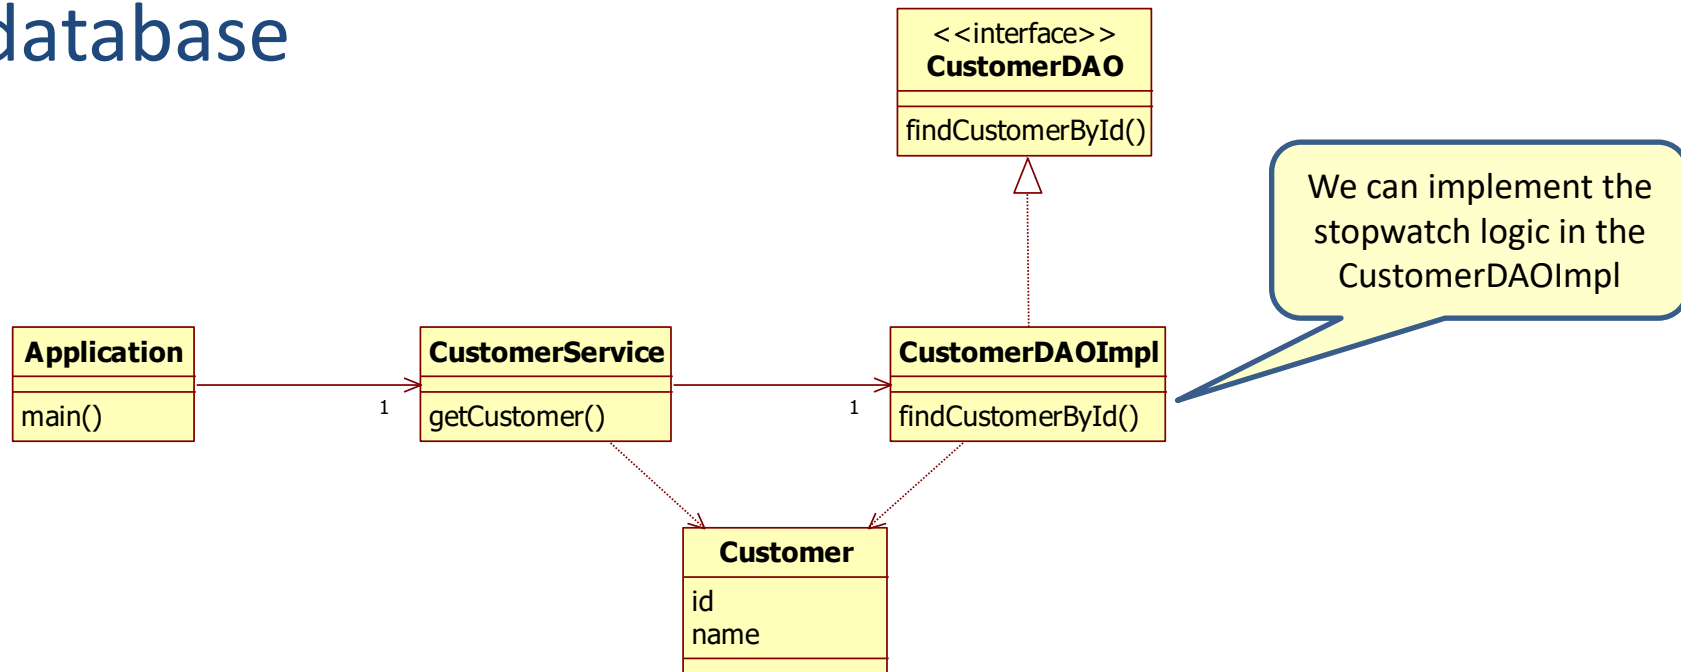 database
<<interface>>
CustomerDAO
findCustomerById()
We can implement the
stopwatch logic in the
CustomerDAOImpl
Application
main()
1
CustomerService
getCustomer()
1
CustomerDAOImpl
findCustomerById()
Customer
id
name